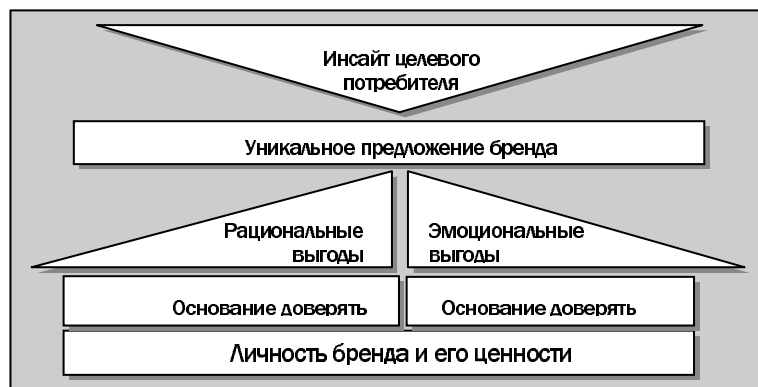 Инсайт целевого
потребителя
Уникальное предложение бренда
Рациональные
выгоды
Эмоциональные
выгоды
Основание доверять
Основание доверять
Личность бренда и его ценности